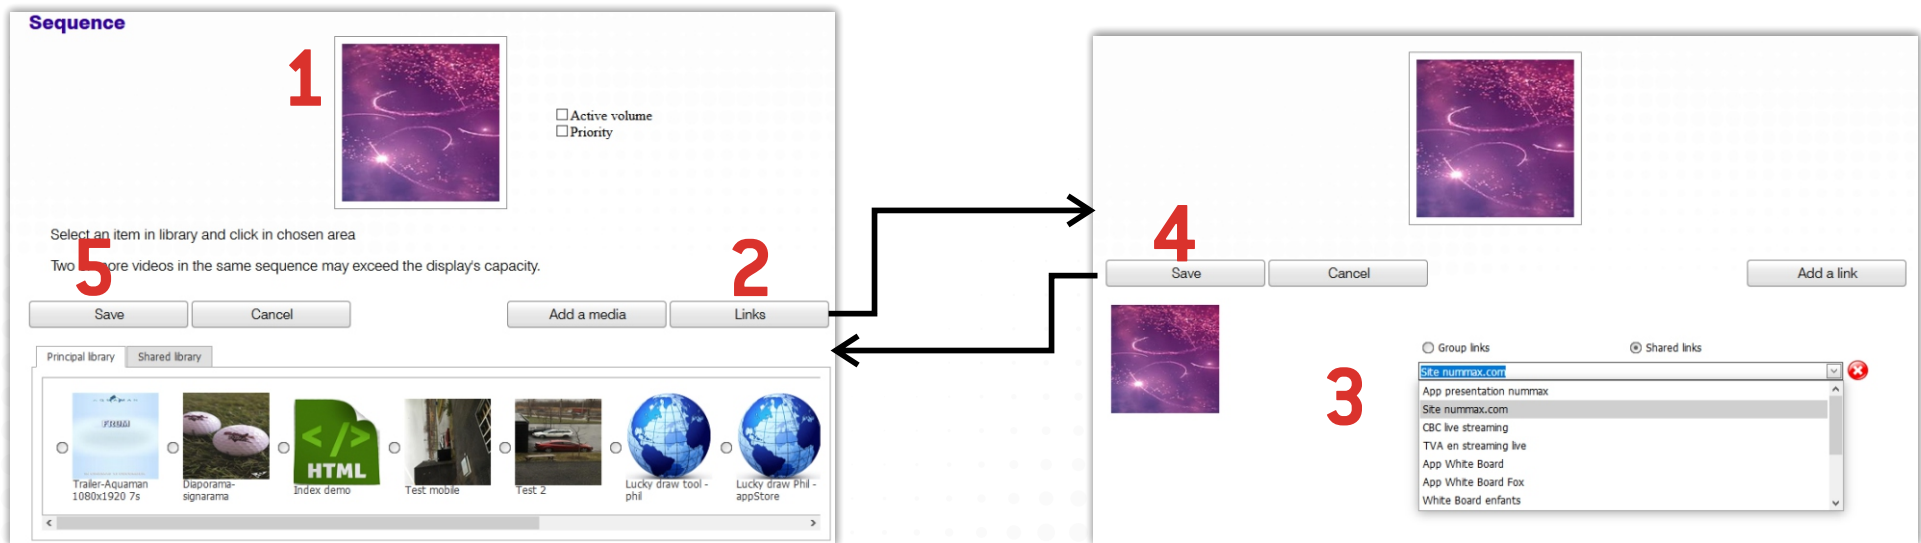 Sequence
1
Active volume
Priority
Select an item in library and click in chosen area
5
Two or more videos in the same sequence may exceed the display's capacity.
2
Save
Cancel
Add a media
Links
Principal library
Shared library
FROM
</>
HTML
Trailer-Aquaman
1080x1920 7s
Diaporama-
signarama
Index demo
Test mobile
Test 2
Lucky draw tool -
phil
Lucky draw Phil -
appStore
4
Save
Cancel
Add a link
Group links
Shared links
3
Site nummax.com
App presentation nummax
Site nummax.com
CBC live streaming
TVA en streaming live
App White Board
App White Board Fox
White Board enfants